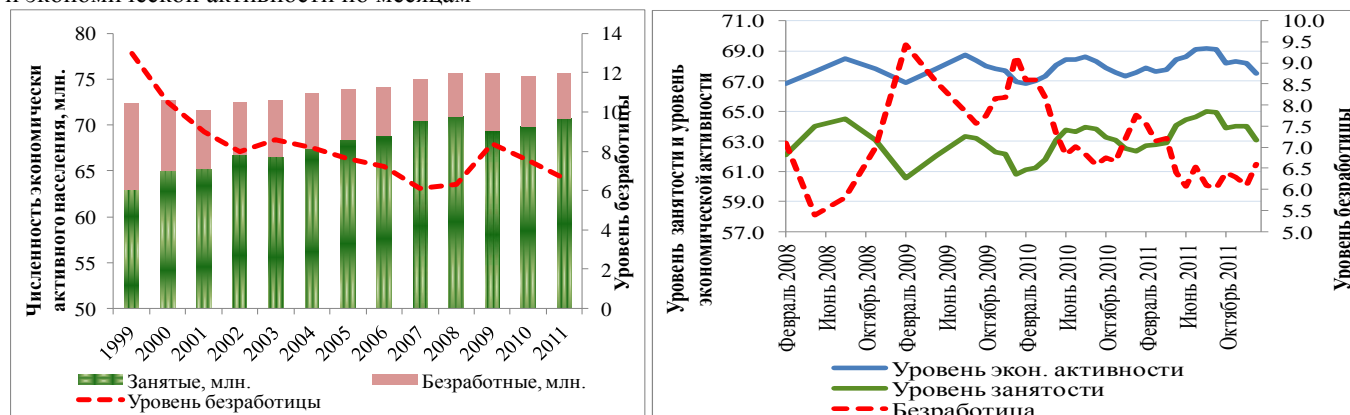 и экономической активности по месяцам
Численность экономически
активного населения, млн.
80
75
70
65
60
55
50
14
12
10
8
6
4
2
0
Уровень безработицы
1999
2000
2001
2002
2003
2004
2005
2006
2007
2008
2009
2010
2011
Занятые, млн.
Безработные, млн.
Уровень безработицы
Уровень занятости и уровень
экономической активности
71.0
69.0
67.0
65.0
63.0
61.0
59.0
57.0
10.0
9.5
9.0
8.5
8.0
7.5
7.0
6.5
6.0
5.5
5.0
Уровень безработицы
Февраль 2008
Июнь 2008
Октябрь 2008
Февраль 2009
Июнь 2009
Октябрь 2009
Февраль 2010
Июнь 2010
Октябрь 2010
Февраль 2011
Июнь 2011
Октябрь 2011
Уровень экон. активности
Уровень занятости
Безработица